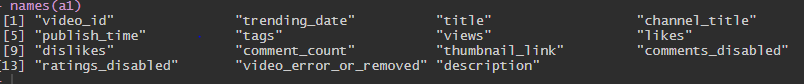 names(a1)
[1] "video_id" "trending_date" "title" "channel_title"
[5] "publish_time" "tags" "views" "likes"
[9] "dislikes" "comment_count" "thumbnail_link" "comments_disabled"
[13] "ratings_disabled" "video_error_or_removed" "description"